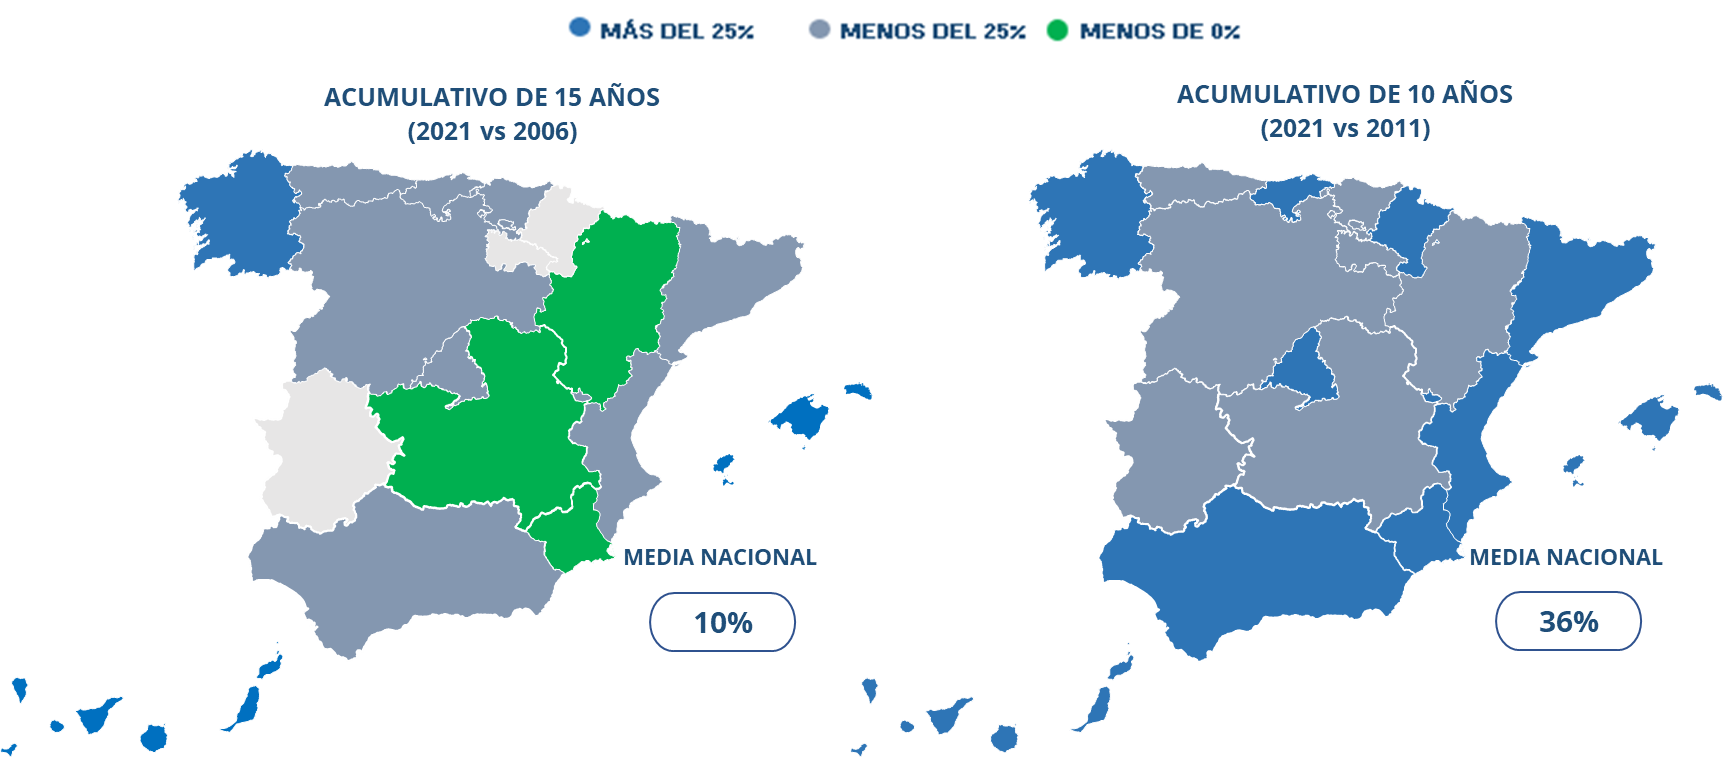 MÁS DEL 25% MENOS DEL 25% MENOS DE 0%
ACUMULATIVO DE 15 AÑOS
(2021 vs 2006)
ACUMULATIVO DE 10 AÑOS
(2021 vs 2011)
MEDIA NACIONAL
10%
MEDIA NACIONAL
36%